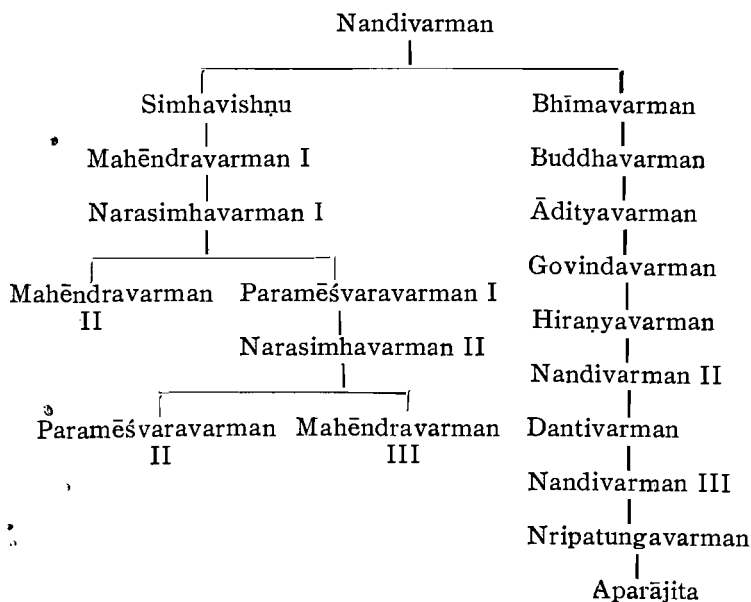 Nandivarman
Simhavishṇu Bhīmavarman
Mahēndravarman I Buddhavarman
Narasimhavarman I Ādityavarman
Govindavarman
Mahēndravarman Paramēśvaravarman I
II Hiraṇyavarman
Narasimhavarman II
Nandivarman II
Paramēśvaravarman Mahēndravarman Dantivarman
II III
Nandivarman III
Nripatungavarman
Aparājita